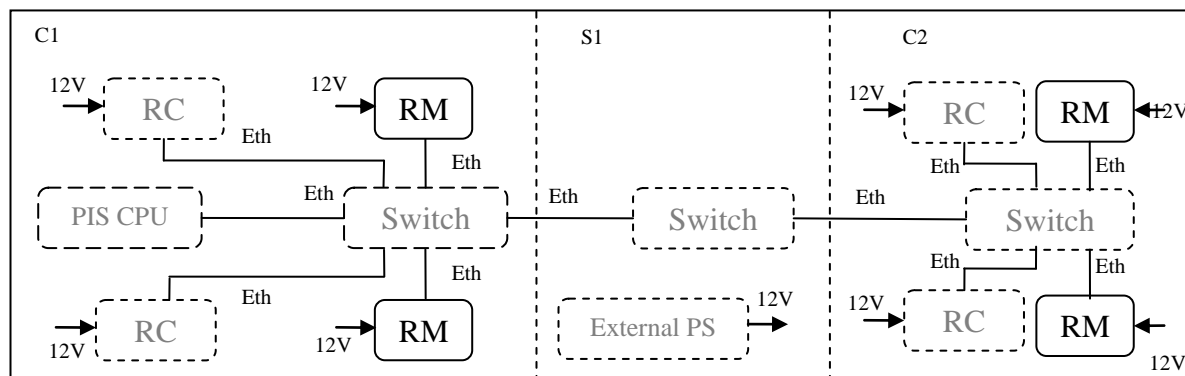 C1
S1
C2
12V
RC
12V
RM
12V
RC
RM
12V
Eth
Eth
Eth
Eth
PIS CPU
Eth
Switch
Eth
Switch
Eth
Switch
Eth
Eth
Eth
Eth
12V
RC
12V
RM
External PS
12V
12V
RC
RM
12V